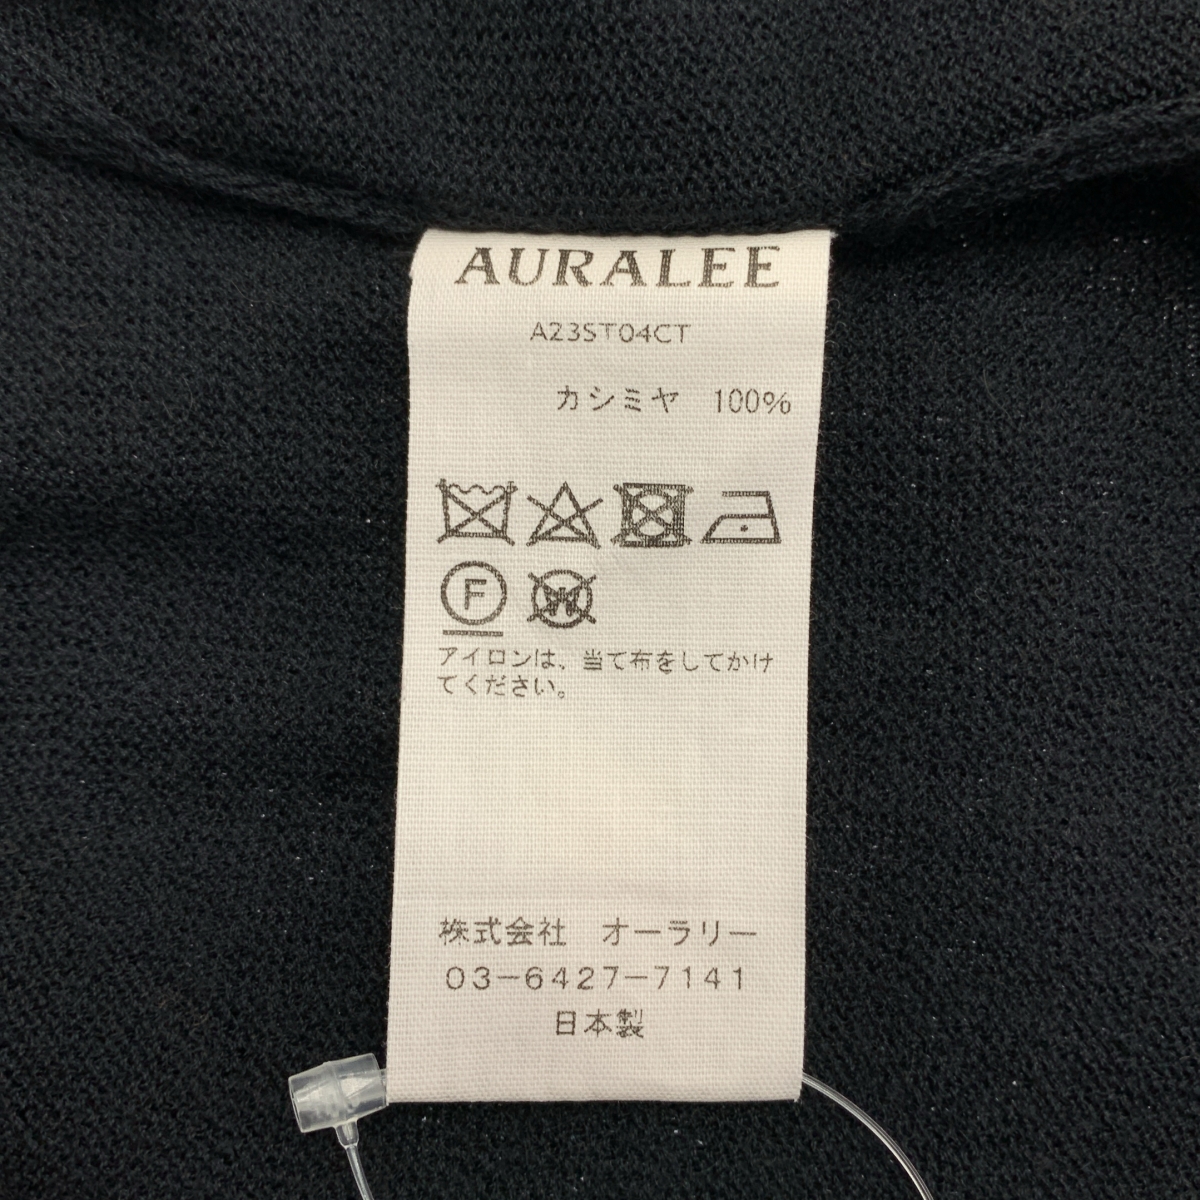 AURALEE
A23ST04CT
カシミヤ 100%
F
W
アイロンは、当て布をしてかけ
てください。
株式会社 オーラリー
03-6427-7141
日本製